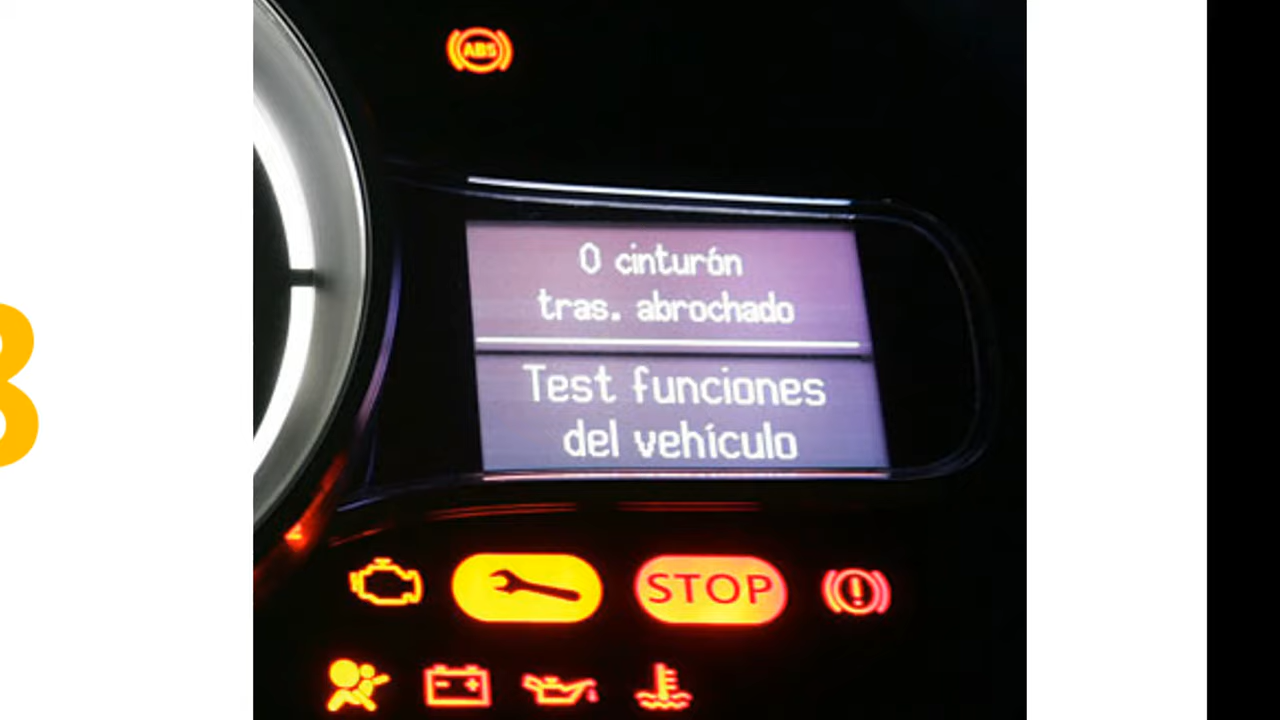 ABS
0 cinturón
tras. abrochado
Test funciones
del vehículo
STOP